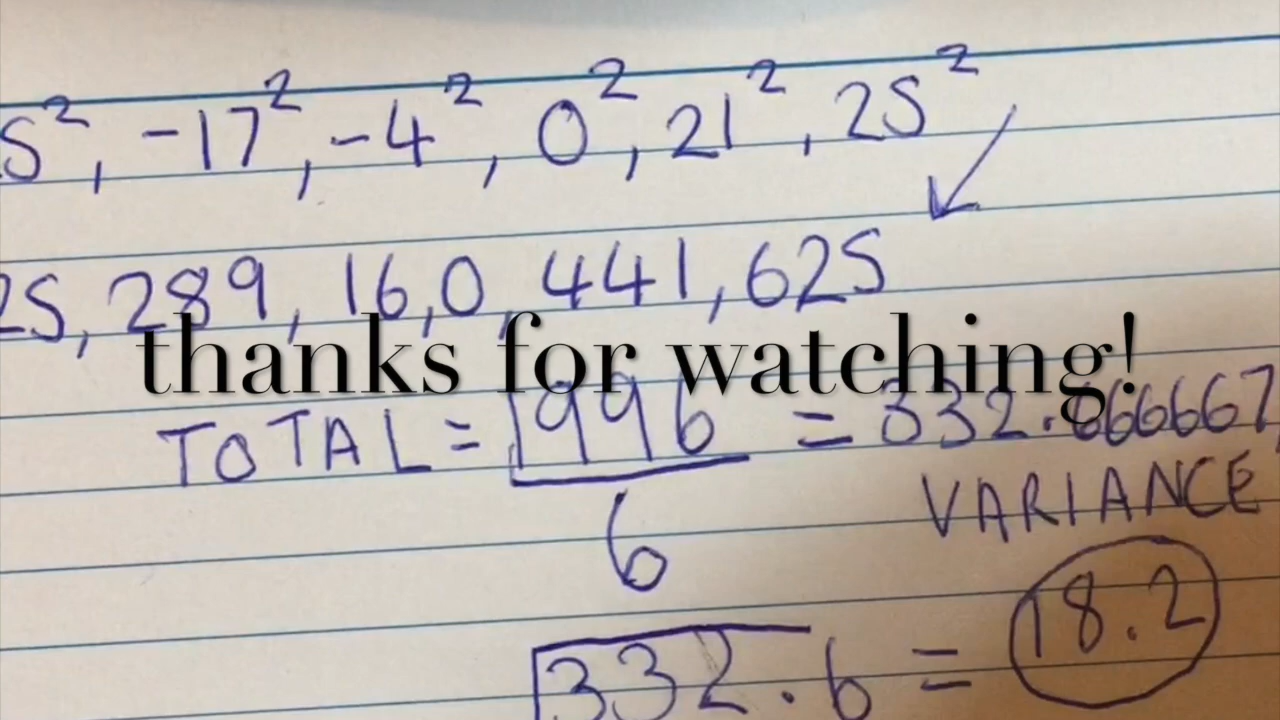 5², -17², -4², 0², 21², 25²
25, 289, 16, 0, 441, 625
thanks for watching!
TOTAL = 1996 = 332.666667
6
VARIANCE
332.6 = 18.2